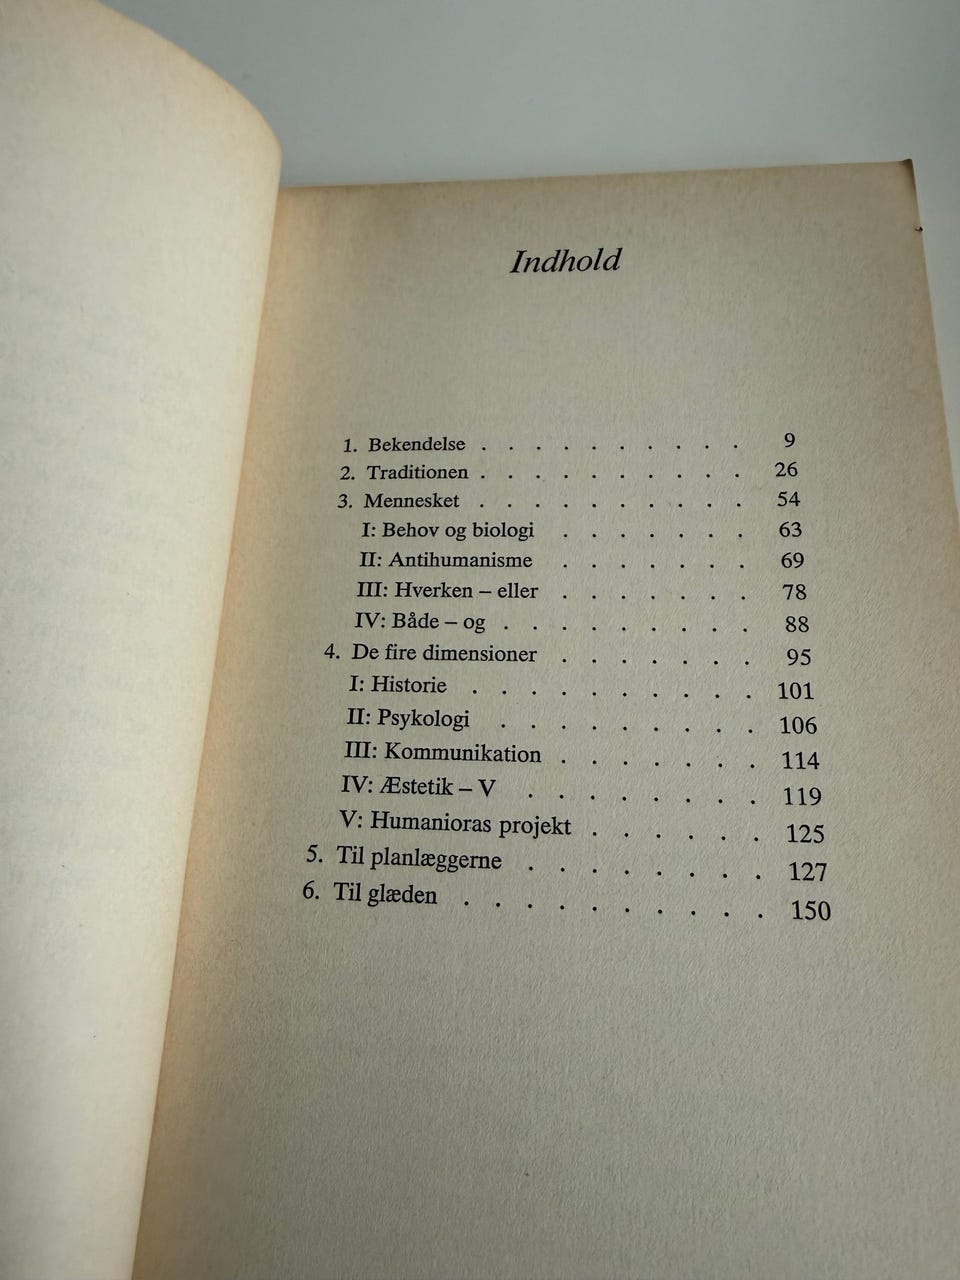 Indhold
1. Bekendelse . . . . . . . . . . 9
2. Traditionen . . . . . . . . . . 26
3. Mennesket . . . . . . . . . . 54
I: Behov og biologi . . . . . . . 63
II: Antihumanisme . . . . . . . 69
III: Hverken – eller . . . . . . . 78
IV: Både – og . . . . . . . . . 88
4. De fire dimensioner . . . . . . . 95
I: Historie . . . . . . . . . . 101
II: Psykologi . . . . . . . . . 106
III: Kommunikation . . . . . . . 114
IV: Æstetik – V . . . . . . . . 119
V: Humanioras projekt . . . . . . 125
5. Til planlæggerne . . . . . . . . 127
6. Til glæden . . . . . . . . . . 150